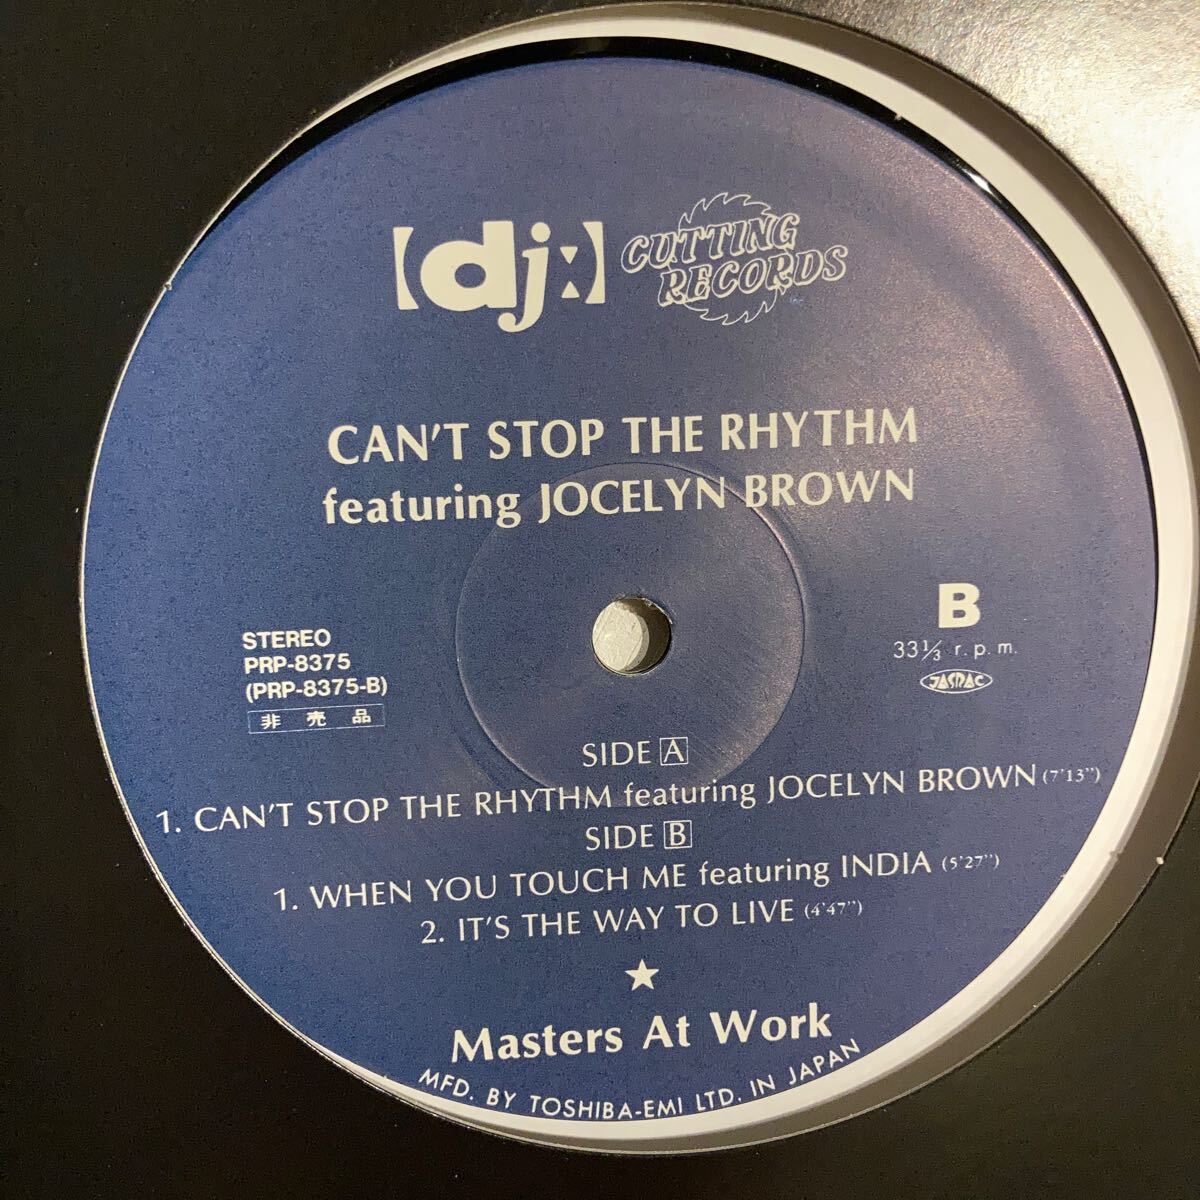 【dj:】
CUTTING
RECORDS
CAN'T STOP THE RHYTHM
featuring JOCELYN BROWN
STEREO
PRP-8375
(PRP-8375-B)
非売品
B
33⅓ r.p.m.
JASRAC
SIDE A
1. CAN'T STOP THE RHYTHM featuring JOCELYN BROWN (7'13")
SIDE B
1. WHEN YOU TOUCH ME featuring INDIA (5'27")
2. IT'S THE WAY TO LIVE (4'47")
★
Masters At Work
MFD. BY TOSHIBA-EMI LTD. IN JAPAN